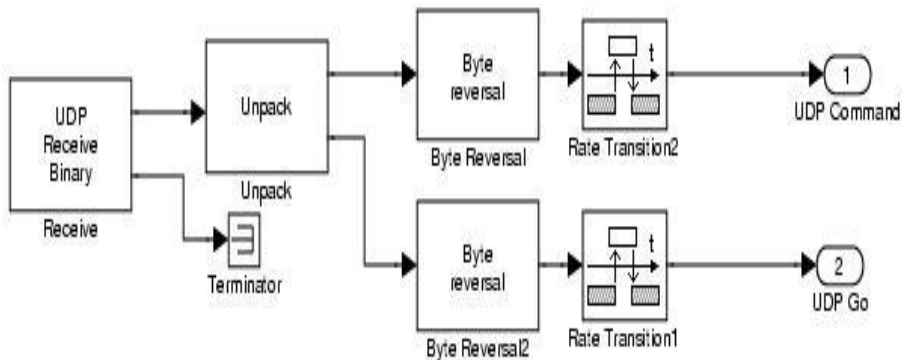 UDP
Receive
Binary
Receive
Unpack
Unpack
Terminator
Byte
reversal
Byte Reversal
t
Rate Transition2
1
UDP Command
Byte
reversal
Byte Reversal2
t
Rate Transition1
2
UDP Go